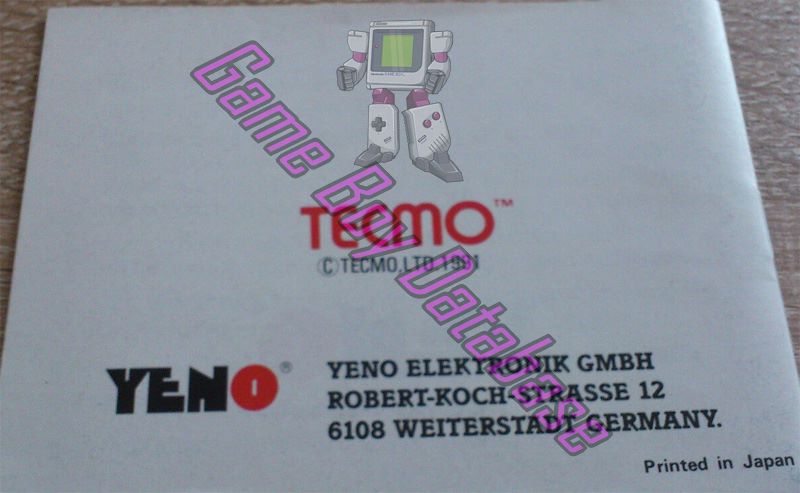 Game Boy Database
TECMO™
©TECMO,LTD.1991
YENO®
YENO ELEKTRONIK GMBH
ROBERT-KOCH-STRASSE 12
6108 WEITERSTADT GERMANY.
Printed in Japan